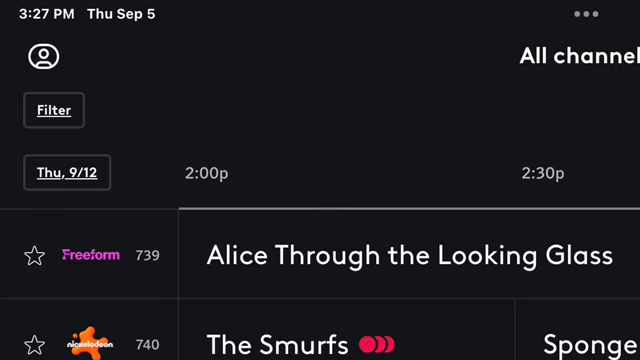 3:27 PM Thu Sep 5
All channel
Filter
Thu, 9/12 2:00p 2:30p
Freeform 739 Alice Through the Looking Glass
nickelodeon 740 The Smurfs Sponge